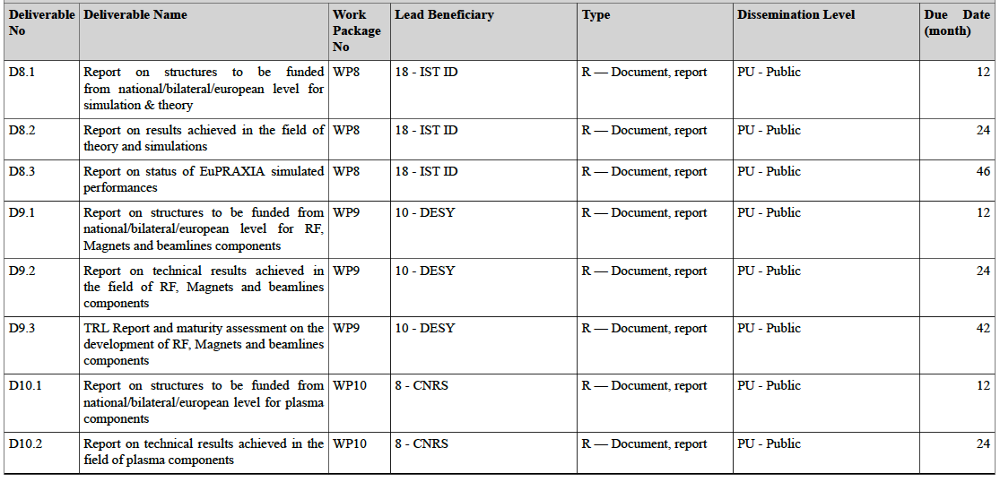 Deliverable No Deliverable Name Work Package No Lead Beneficiary Type Dissemination Level Due Date (month)
D8.1 Report on structures to be funded WP8 18 - IST ID R — Document, report PU - Public 12
from national/bilateral/european level for
simulation & theory
D8.2 Report on results achieved in the field of WP8 18 - IST ID R — Document, report PU - Public 24
theory and simulations
D8.3 Report on status of EuPRAXIA simulated WP8 18 - IST ID R — Document, report PU - Public 46
performances
D9.1 Report on structures to be funded from WP9 10 - DESY R — Document, report PU - Public 12
national/bilateral/european level for RF,
Magnets and beamlines components
D9.2 Report on technical results achieved in WP9 10 - DESY R — Document, report PU - Public 24
the field of RF, Magnets and beamlines
components
D9.3 TRL Report and maturity assessment on the WP9 10 - DESY R — Document, report PU - Public 42
development of RF, Magnets and beamlines
components
D10.1 Report on structures to be funded from WP10 8 - CNRS R — Document, report PU - Public 12
national/bilateral/european level for plasma
components
D10.2 Report on technical results achieved in the WP10 8 - CNRS R — Document, report PU - Public 24
field of plasma components